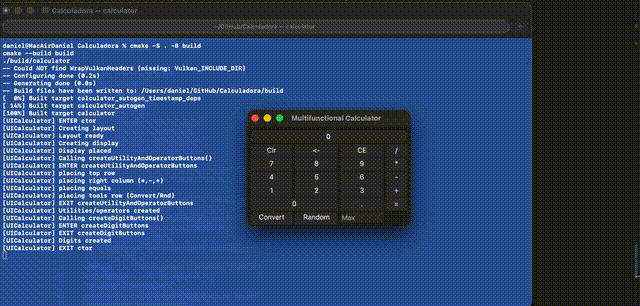 Calculadora — calculator
~/GitHub/Calculadora — calculator
daniel@MacAirDaniel Calculadora % cmake -S . -B build
cmake --build build
./build/calculator
-- Could NOT find WrapVulkanHeaders (missing: Vulkan_INCLUDE_DIR)
-- Configuring done (0.2s)
-- Generating done (0.0s)
-- Build files have been written to: /Users/daniel/GitHub/Calculadora/build
[  0%] Built target calculator_autogen_timestamp_deps
[ 14%] Built target calculator_autogen
[100%] Built target calculator
[UICalculator] ENTER ctor
[UICalculator] Creating layout
[UICalculator] Layout ready
[UICalculator] Creating display
[UICalculator] Display placed
[UICalculator] Calling createUtilityAndOperatorButtons()
[UICalculator] ENTER createUtilityAndOperatorButtons
[UICalculator] placing top row
[UICalculator] placing right column (*,-,+)
[UICalculator] placing equals
[UICalculator] placing tools row (Convert/Rnd)
[UICalculator] EXIT createUtilityAndOperatorButtons
[UICalculator] Utilities/operators created
[UICalculator] Calling createDigitButtons()
[UICalculator] ENTER createDigitButtons
[UICalculator] EXIT createDigitButtons
[UICalculator] Digits created
[UICalculator] EXIT ctor
Multifunctional Calculator
0
Clr <- CE /
7 8 9 *
4 5 6 -
1 2 3 +
0 . =
Convert Random Max